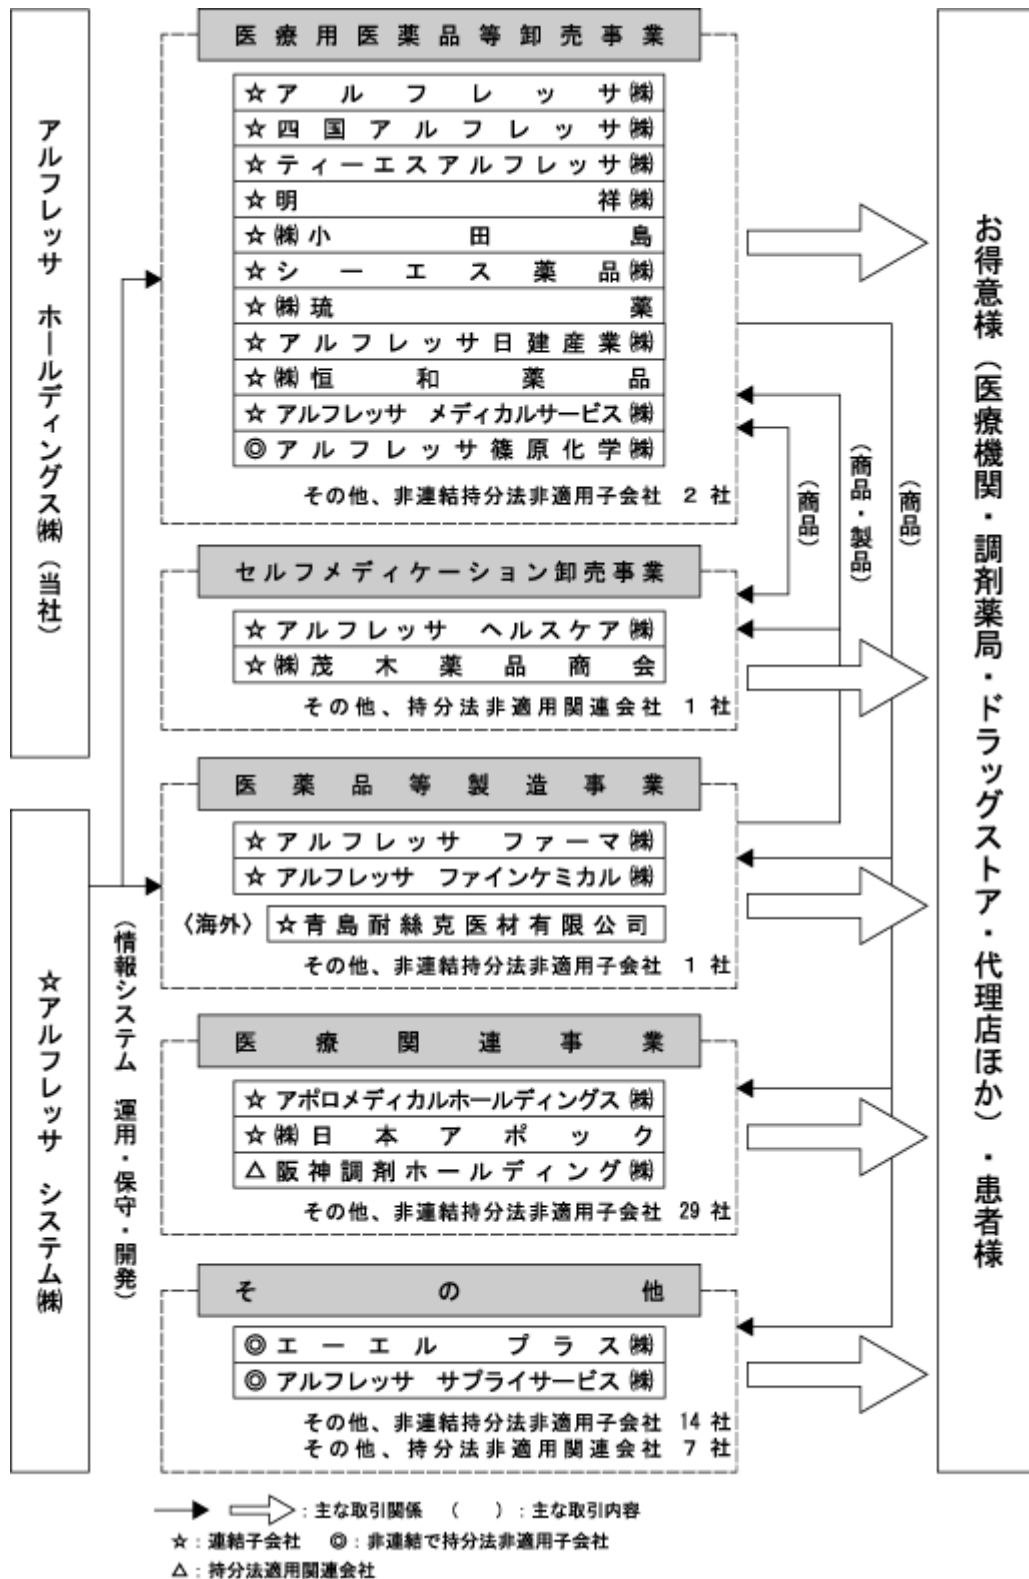 アルフレッサ ホールディングス㈱（当社）
☆アルフレッサ システム㈱
（情報システム 運用・保守・開発）
医療用医薬品等卸売事業
☆アルフレッサ㈱
☆四国アルフレッサ㈱
☆ティーエスアルフレッサ㈱
☆明祥㈱
☆㈱小田島
☆シーエス薬品㈱
☆㈱琉薬
☆アルフレッサ日建産業㈱
☆㈱恒和薬品
☆アルフレッサ メディカルサービス㈱
◎アルフレッサ篠原化学㈱
その他、非連結持分法非適用子会社 2 社
セルフメディケーション卸売事業
☆アルフレッサ ヘルスケア㈱
☆㈱茂木薬品商会
その他、持分法非適用関連会社 1 社
医薬品等製造事業
☆アルフレッサ ファーマ㈱
☆アルフレッサ ファインケミカル㈱
〈海外〉☆青島耐絲克医材有限公司
その他、非連結持分法非適用子会社 1 社
医療関連事業
☆アポロメディカルホールディングス㈱
☆㈱日本アポック
△阪神調剤ホールディング㈱
その他、非連結持分法非適用子会社 29 社
その他
◎エーエル プラス㈱
◎アルフレッサ サプライサービス㈱
その他、非連結持分法非適用子会社 14 社
その他、持分法非適用関連会社 7 社
（商品）
（商品・製品）
（商品）
お得意様（医療機関・調剤薬局・ドラッグストア・代理店ほか）・患者様
：主な取引関係 （ ）：主な取引内容
☆：連結子会社 ◎：非連結で持分法非適用子会社
△：持分法適用関連会社